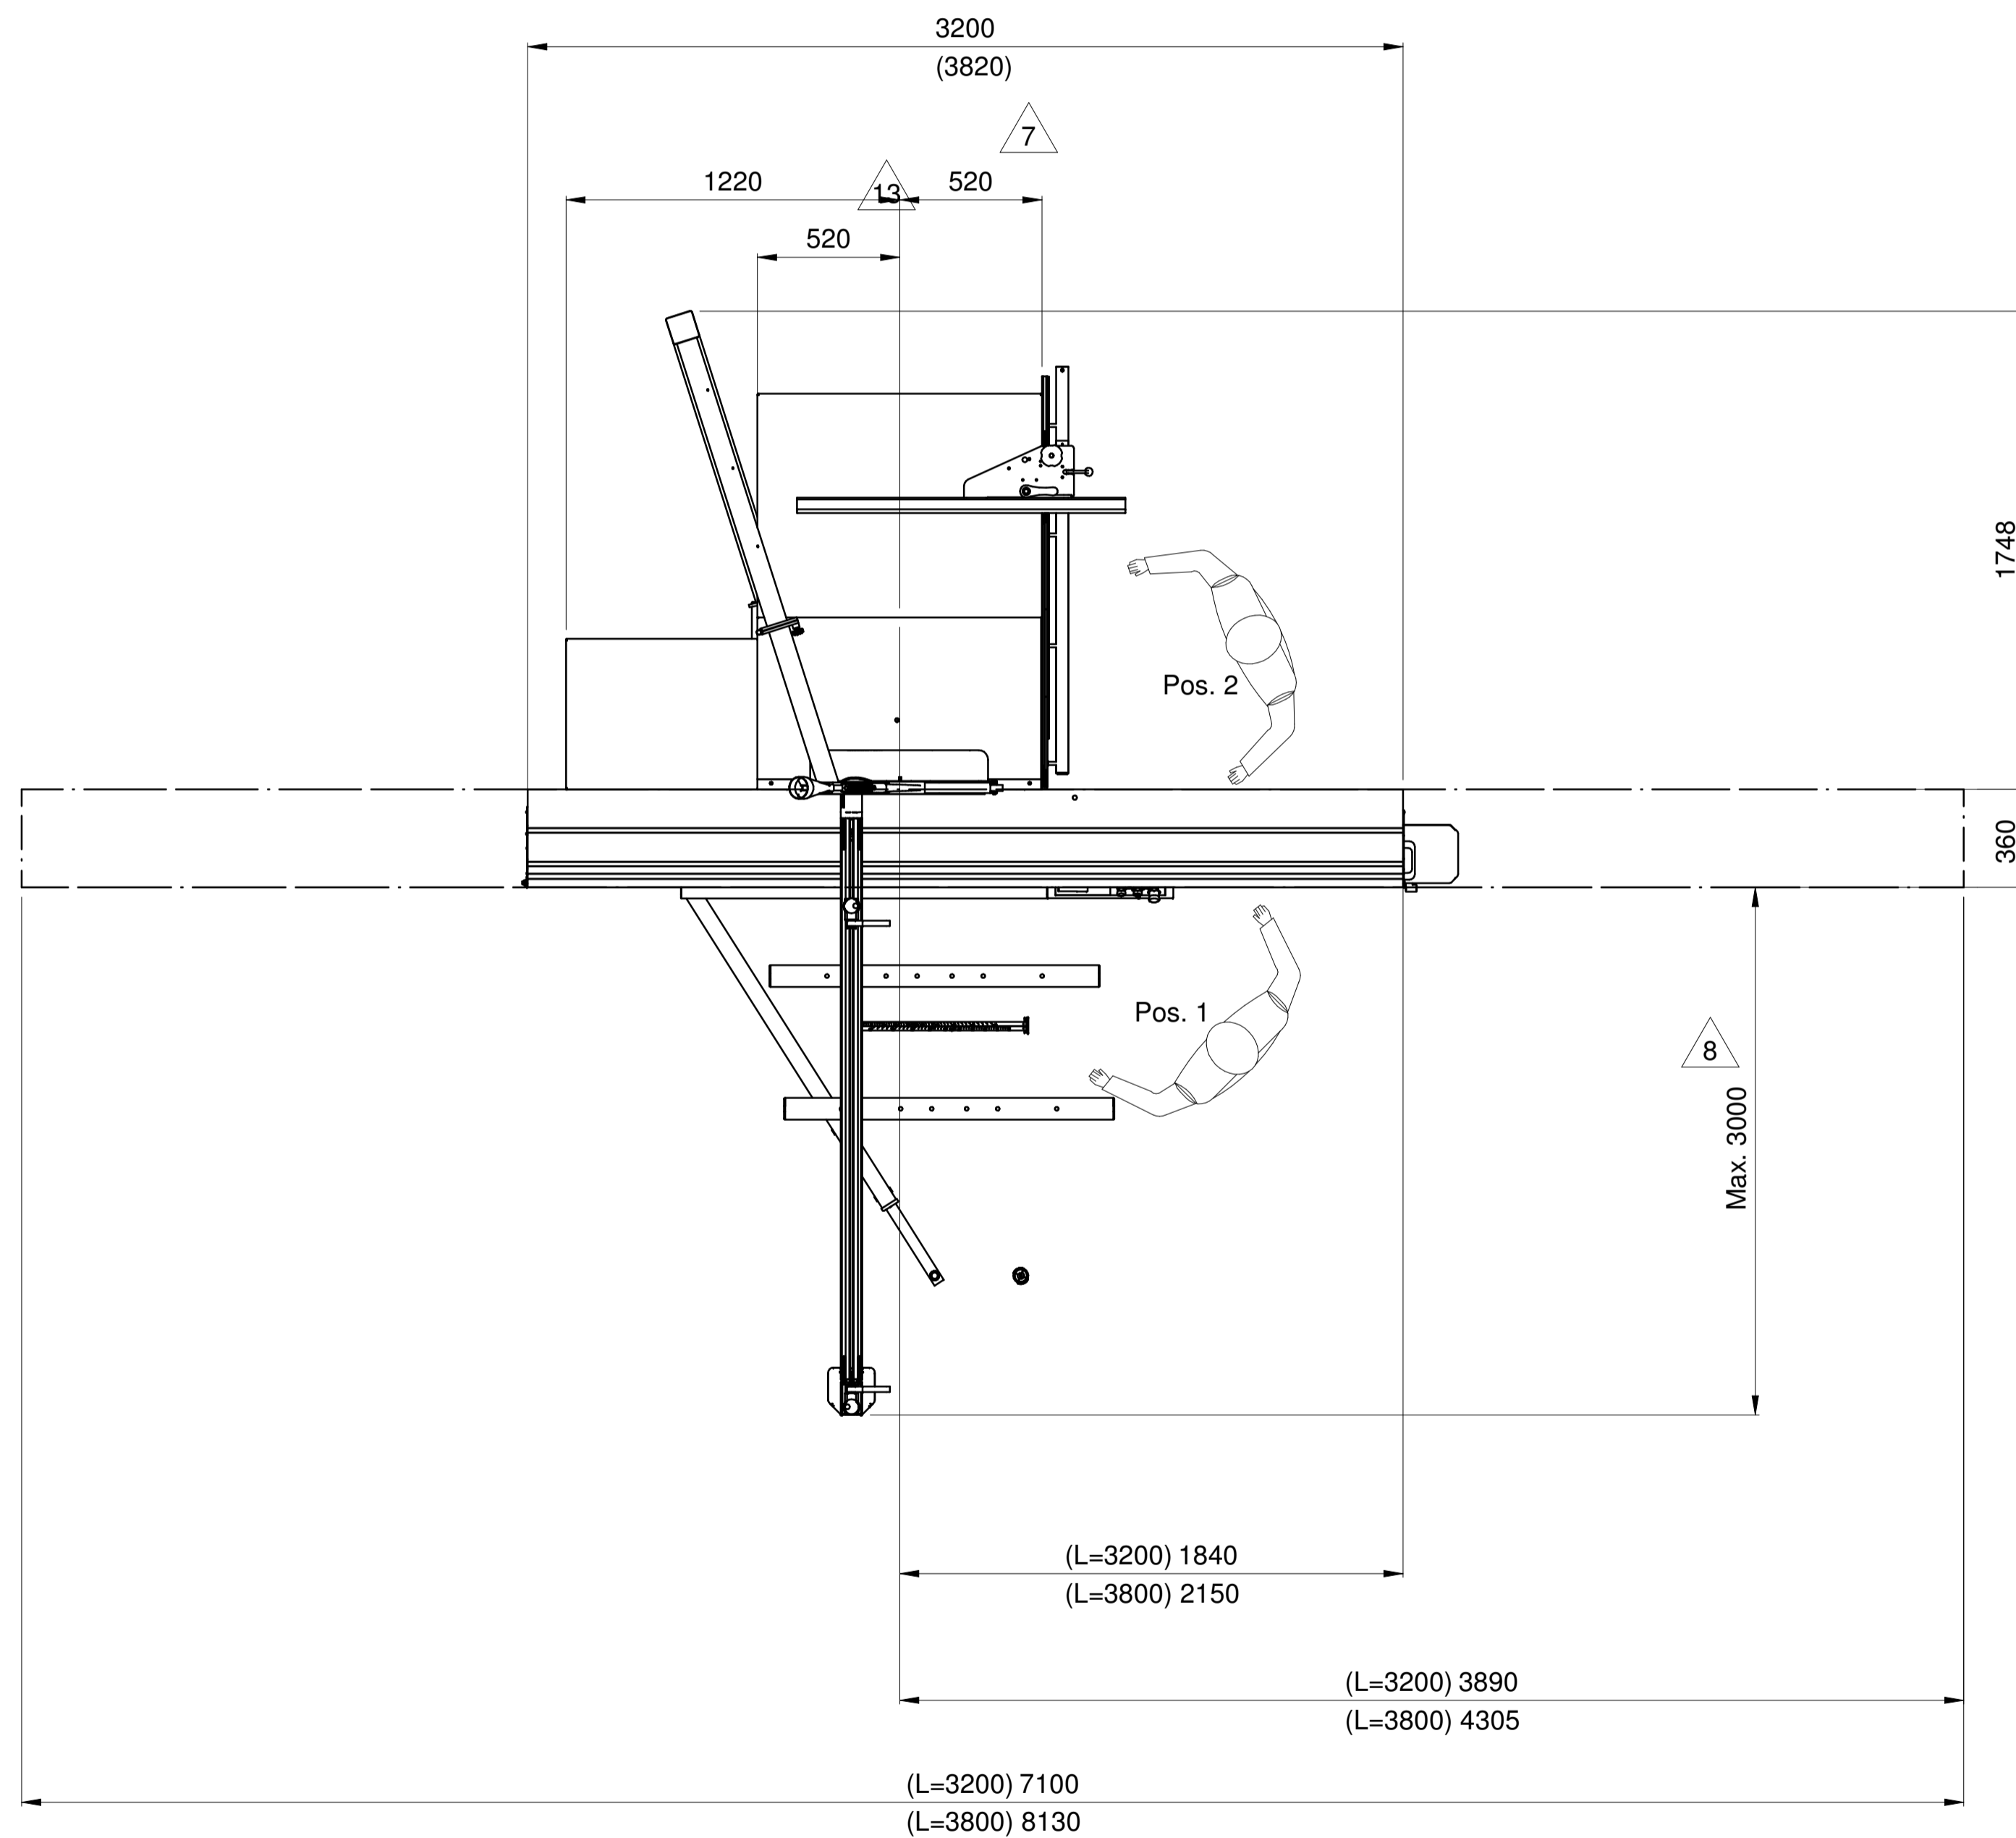 3200
(3820)
7
1220
13
520
520
1748
Pos. 2
360
Pos. 1
8
Max. 3000
(L=3200) 1840
(L=3800) 2150
(L=3200) 3890
(L=3800) 4305
(L=3200) 7100
(L=3800) 8130